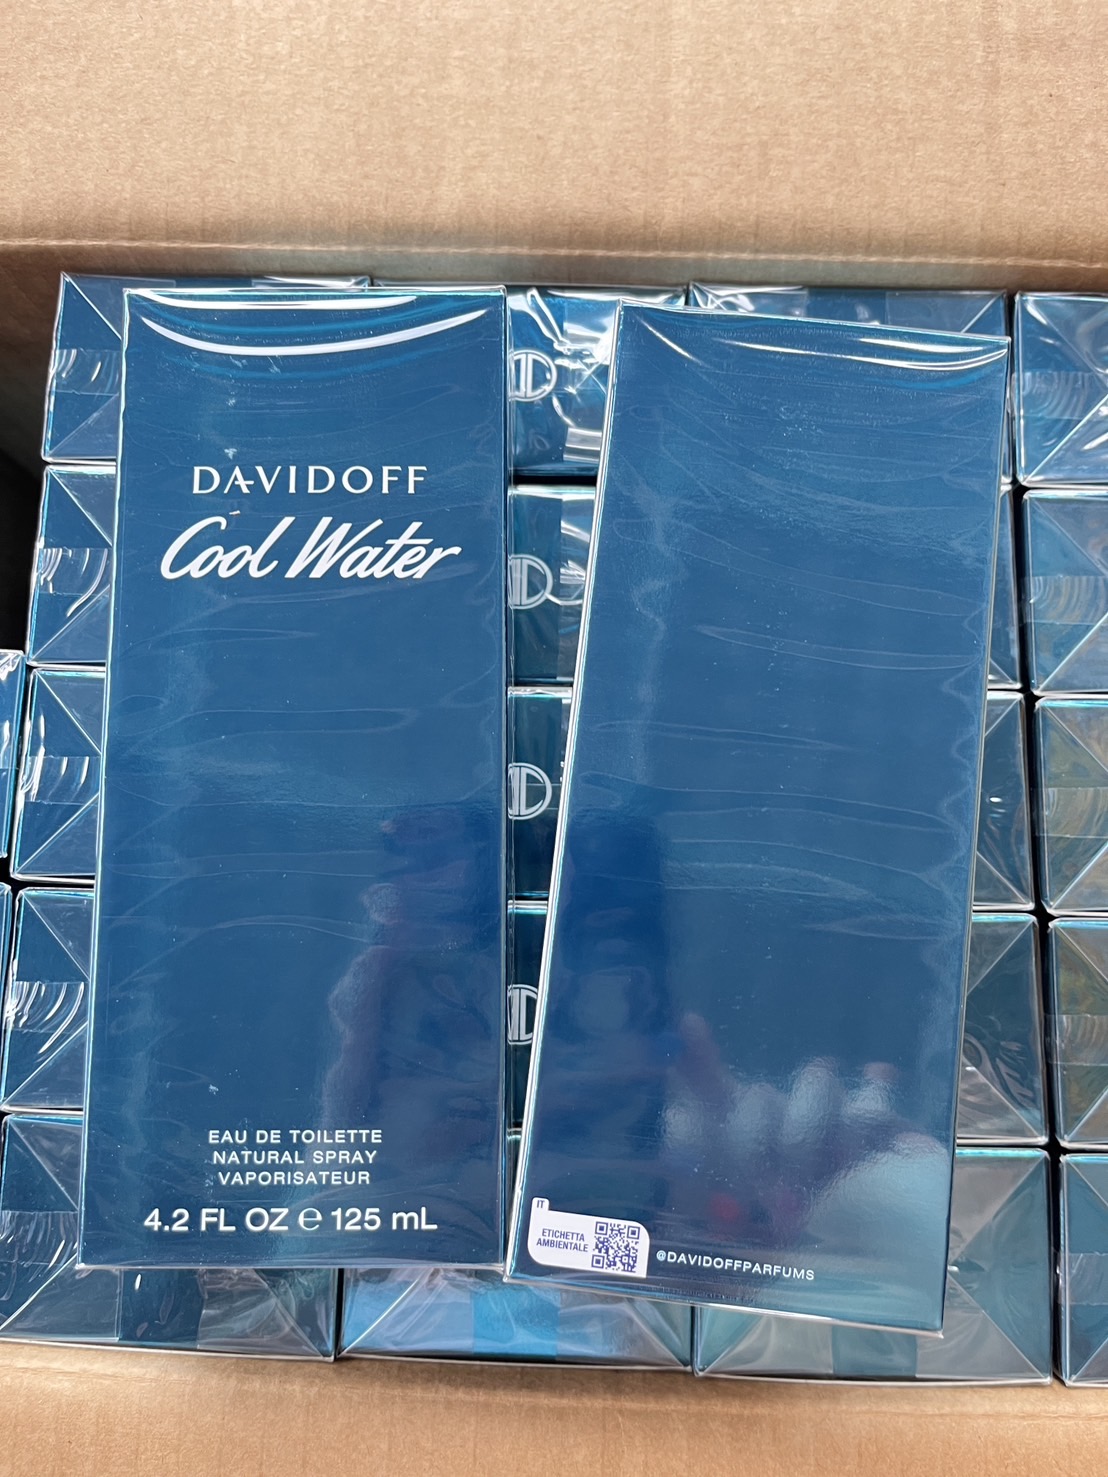 DAVIDOFF
Cool Water
EAU DE TOILETTE
NATURAL SPRAY
VAPORISATEUR
4.2 FL OZ ℮ 125 mL
IT
ETICHETTA
AMBIENTALE
@DAVIDOFFPARFUMS